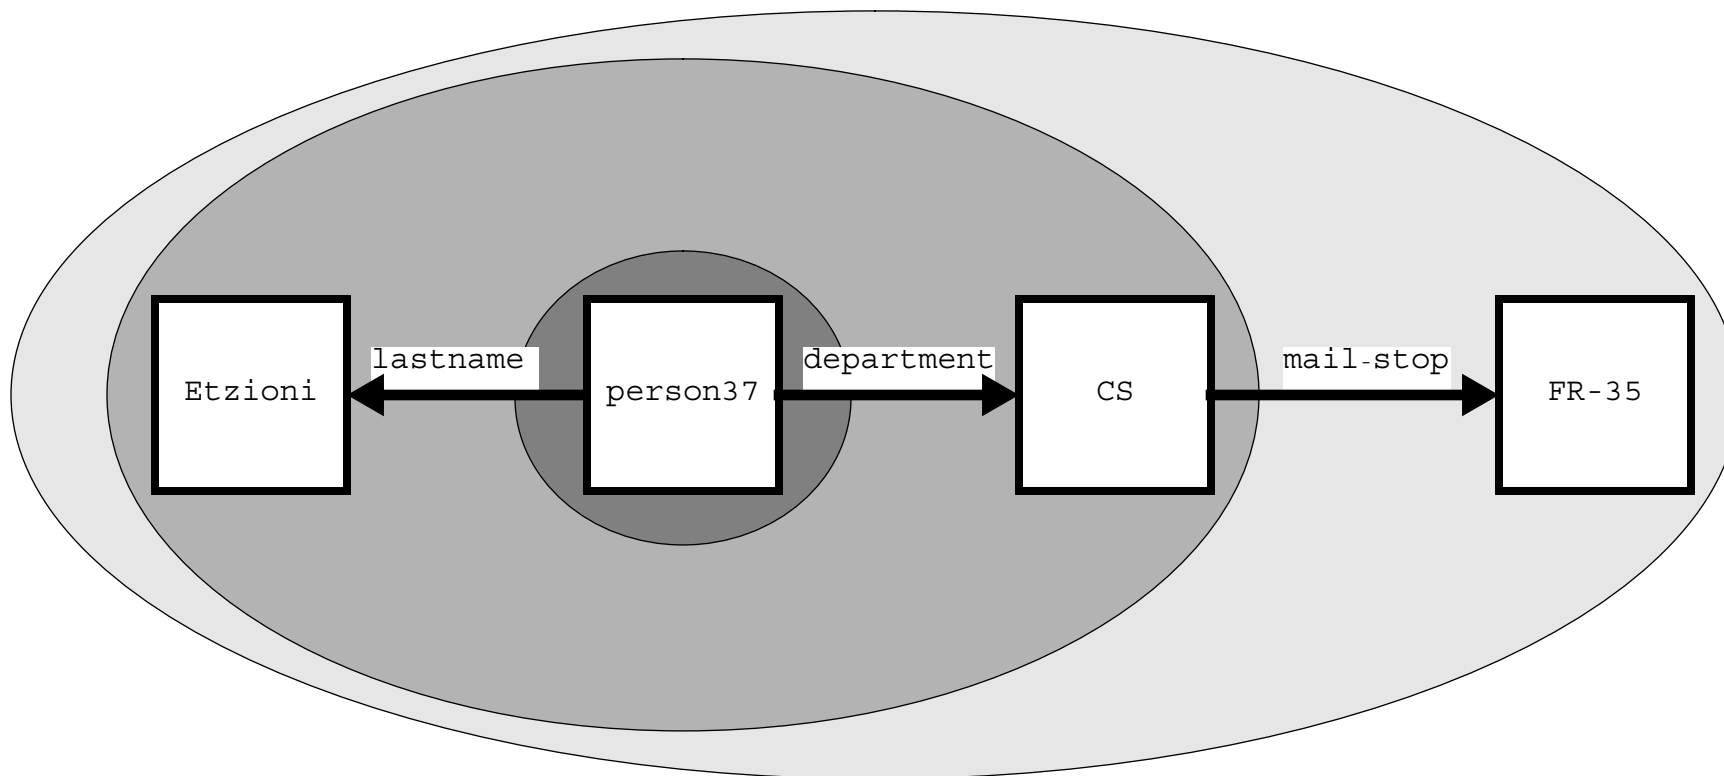 lastname
department
mail-stop
Etzioni
person37
CS
FR-35